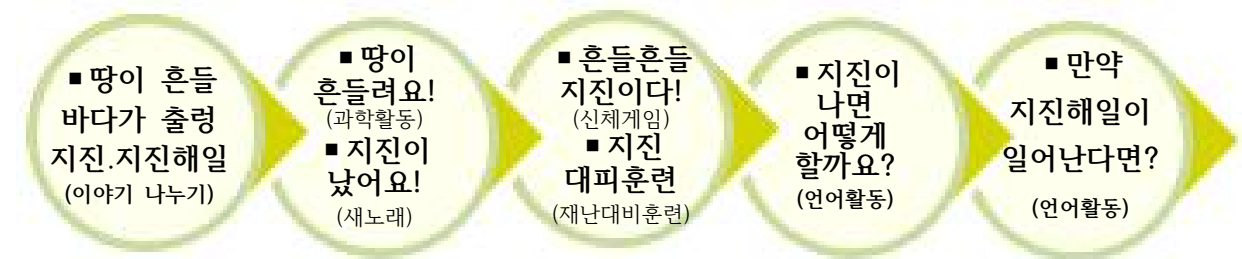 ▪땅이 흔들
바다가 출렁
지진.지진해일
(이야기 나누기)
▪땅이
흔들려요!
(과학활동)
▪지진이
났어요!
(새노래)
▪흔들흔들
지진이다!
(신체게임)
▪지진
대피훈련
(재난대비훈련)
▪지진이
나면
어떻게
할까요?
(언어활동)
▪만약
지진해일이
일어난다면?
(언어활동)